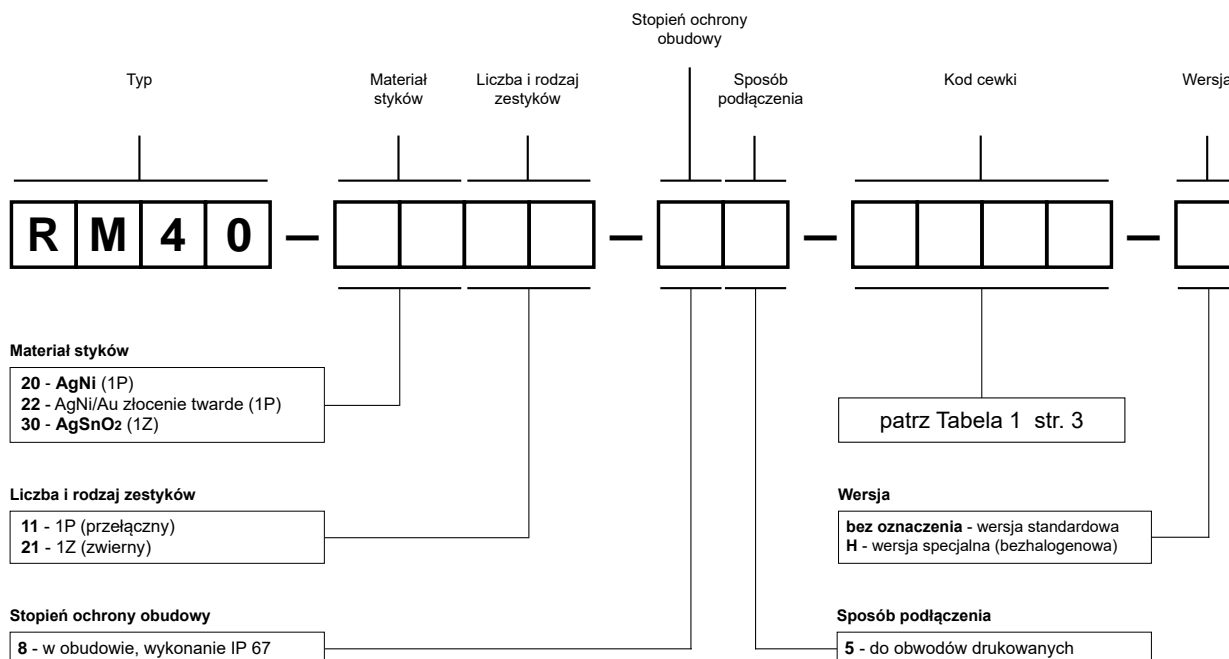 Stopień ochrony
obudowy
Typ
Materiał
styków
Liczba i rodzaj
zestyków
Sposób
podłączenia
Kod cewki
Wersja
R M 4 0 – – – –
Materiał styków
20 - AgNi (1P)
22 - AgNi/Au złocenie twarde (1P)
30 - AgSnO2 (1Z)
patrz Tabela 1 str. 3
Liczba i rodzaj zestyków
11 - 1P (przełączny)
21 - 1Z (zwierny)
Wersja
bez oznaczenia - wersja standardowa
H - wersja specjalna (bezhalogenowa)
Stopień ochrony obudowy
8 - w obudowie, wykonanie IP 67
Sposób podłączenia
5 - do obwodów drukowanych